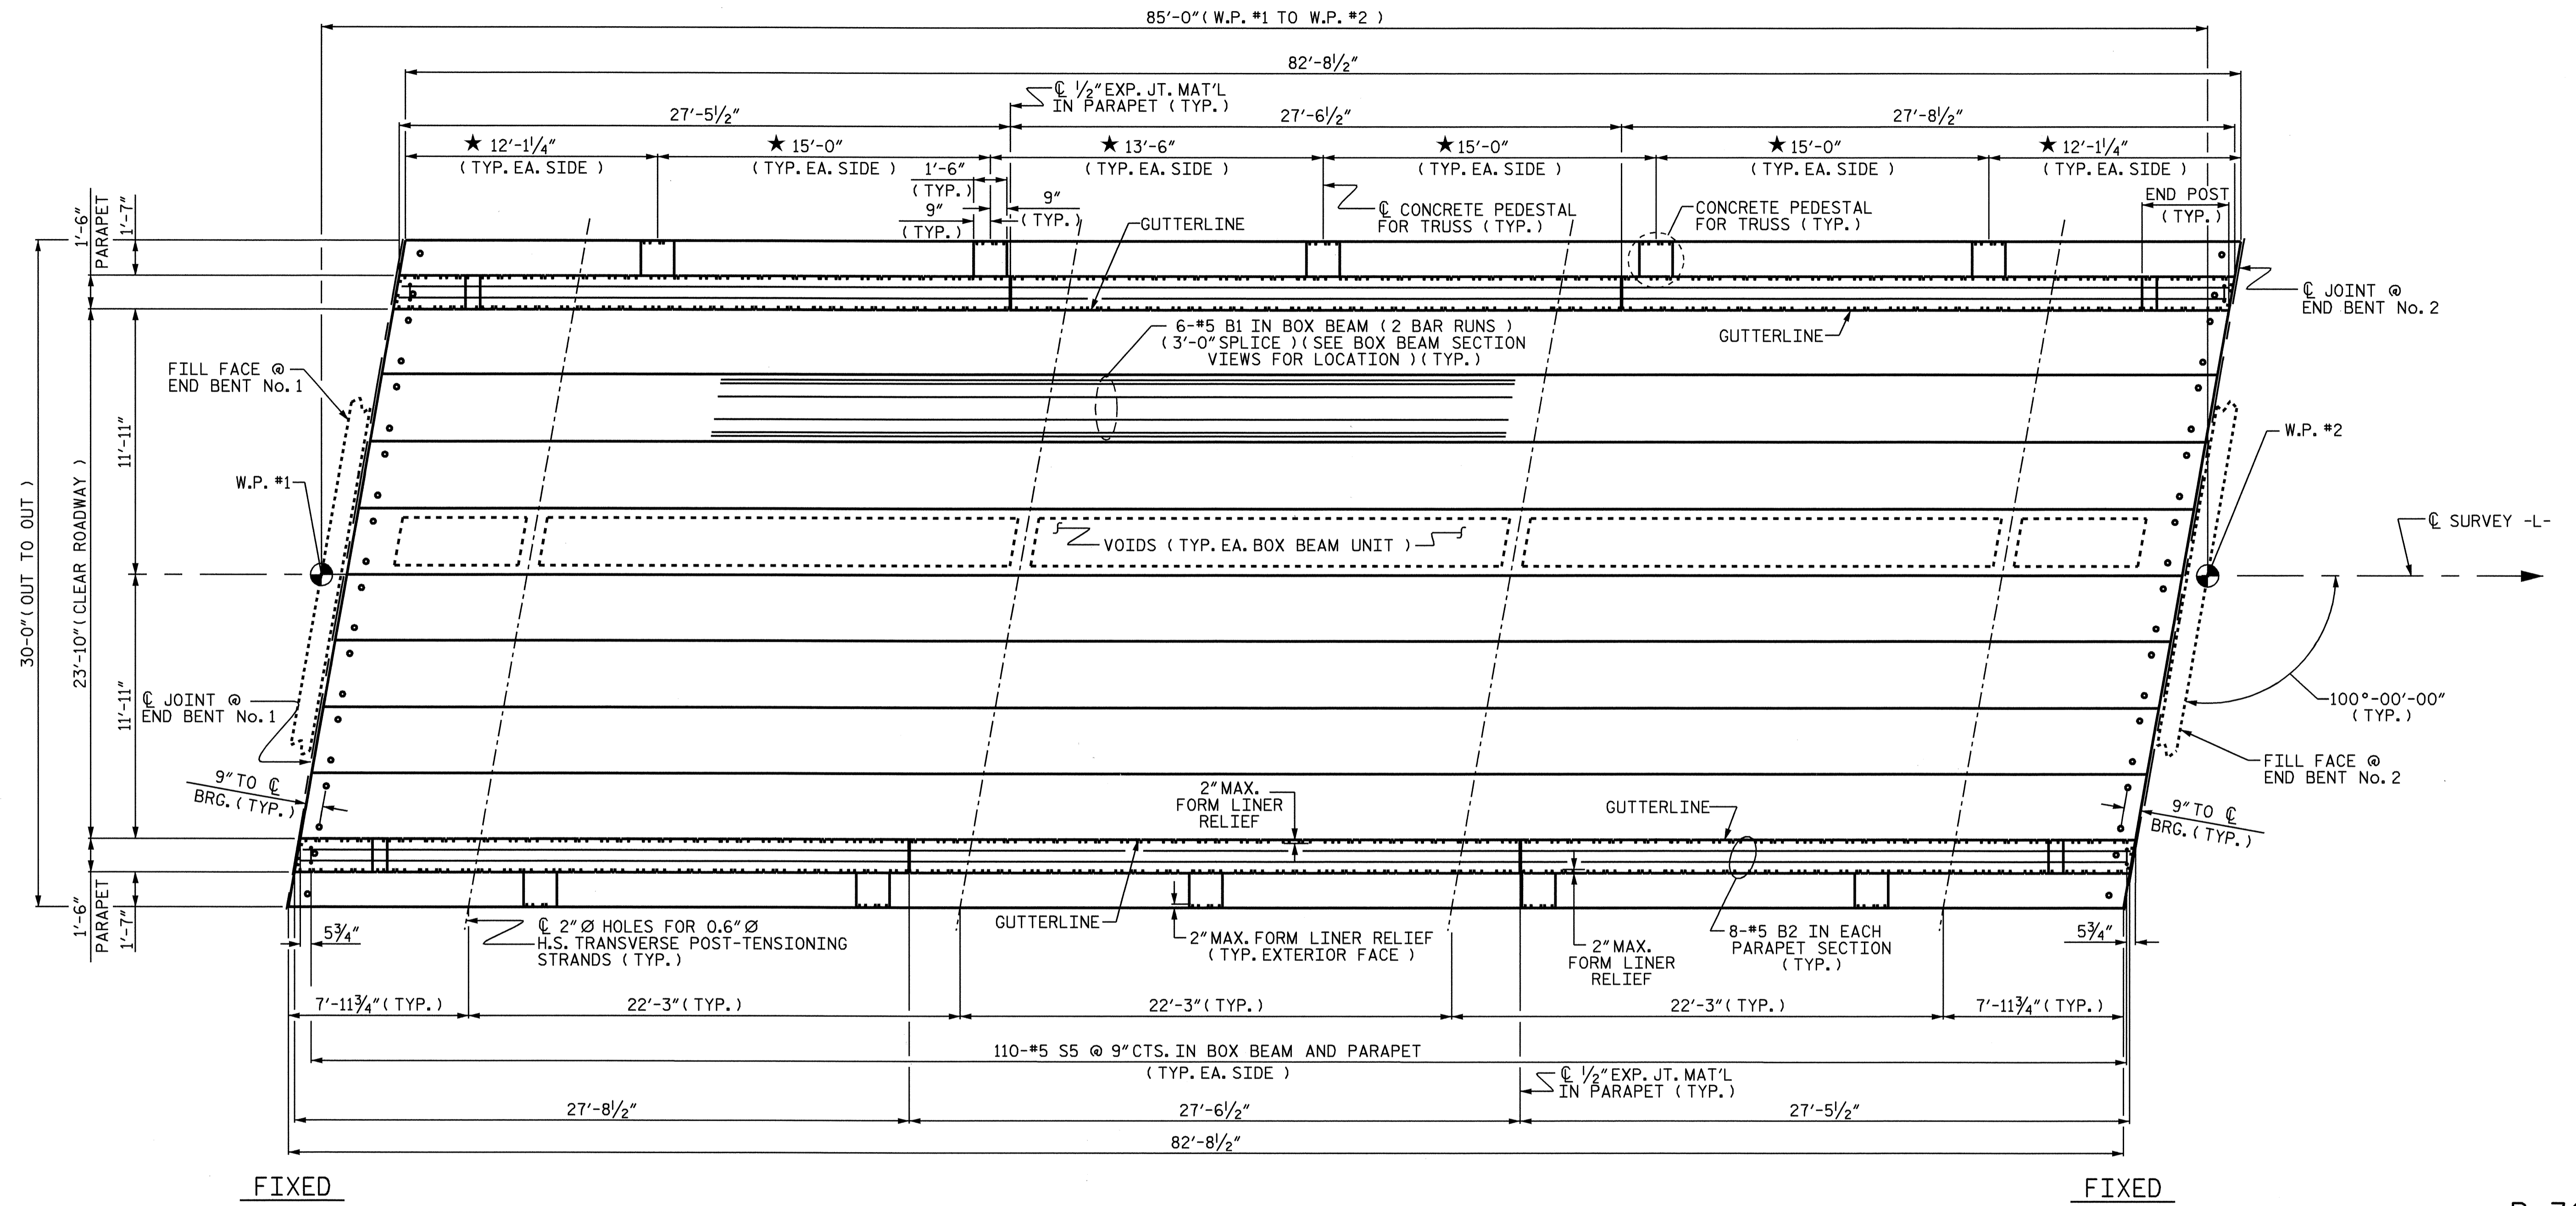 85'-0" ( W.P. #1 TO W.P. #2 )
82'-8½"
℄ ½" EXP. JT. MAT'L
IN PARAPET ( TYP. )
27'-5½"
27'-6½"
27'-8½"
★ 12'-1¼"
( TYP. EA. SIDE )
★ 15'-0"
( TYP. EA. SIDE )
★ 13'-6"
( TYP. EA. SIDE )
★ 15'-0"
( TYP. EA. SIDE )
★ 15'-0"
( TYP. EA. SIDE )
★ 12'-1¼"
( TYP. EA. SIDE )
1'-6"
( TYP. )
9"
( TYP. )
9"
( TYP. )
GUTTERLINE
℄ CONCRETE PEDESTAL
FOR TRUSS ( TYP. )
CONCRETE PEDESTAL
FOR TRUSS ( TYP. )
END POST
( TYP. )
1'-6"
PARAPET
1'-7"
℄ JOINT @
END BENT No. 2
6-#5 B1 IN BOX BEAM ( 2 BAR RUNS )
( 3'-0" SPLICE ) ( SEE BOX BEAM SECTION
VIEWS FOR LOCATION ) ( TYP. )
GUTTERLINE
FILL FACE @
END BENT No. 1
W.P. #2
W.P. #1
30-0" ( OUT TO OUT )
23'-10" ( CLEAR ROADWAY )
11'-11"
11'-11"
VOIDS ( TYP. EA. BOX BEAM UNIT )
℄ SURVEY -L-
℄ JOINT @
END BENT No. 1
100°-00'-00"
( TYP. )
FILL FACE @
END BENT No. 2
9" TO ℄
BRG. ( TYP. )
2" MAX.
FORM LINER
RELIEF
GUTTERLINE
9" TO ℄
BRG. ( TYP. )
1'-6"
PARAPET
1'-7"
5¾"
℄ 2" Ø HOLES FOR 0.6" Ø
H.S. TRANSVERSE POST-TENSIONING
STRANDS ( TYP. )
GUTTERLINE
2" MAX. FORM LINER RELIEF
( TYP. EXTERIOR FACE )
2" MAX.
FORM LINER
RELIEF
8-#5 B2 IN EACH
PARAPET SECTION
( TYP. )
5¾"
7'-11¾" ( TYP. )
22'-3" ( TYP. )
22'-3" ( TYP. )
22'-3" ( TYP. )
7'-11¾" ( TYP. )
110-#5 S5 @ 9" CTS. IN BOX BEAM AND PARAPET
( TYP. EA. SIDE )
℄ ½" EXP. JT. MAT'L
IN PARAPET ( TYP. )
27'-8½"
27'-6½"
27'-5½"
82'-8½"
FIXED
FIXED